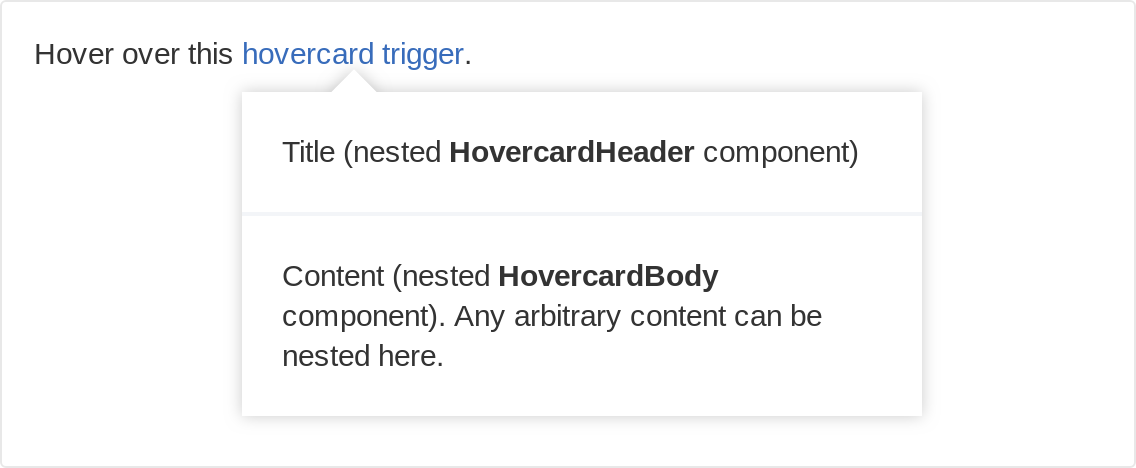 Hover over this hovercard trigger.
Title (nested HovercardHeader component)
Content (nested HovercardBody
component). Any arbitrary content can be
nested here.